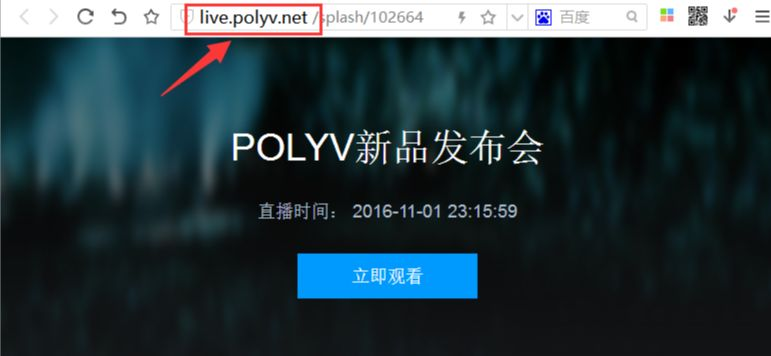 live.polyv.net /splash/102664 百度
POLYV新品发布会
直播时间： 2016-11-01 23:15:59
立即观看